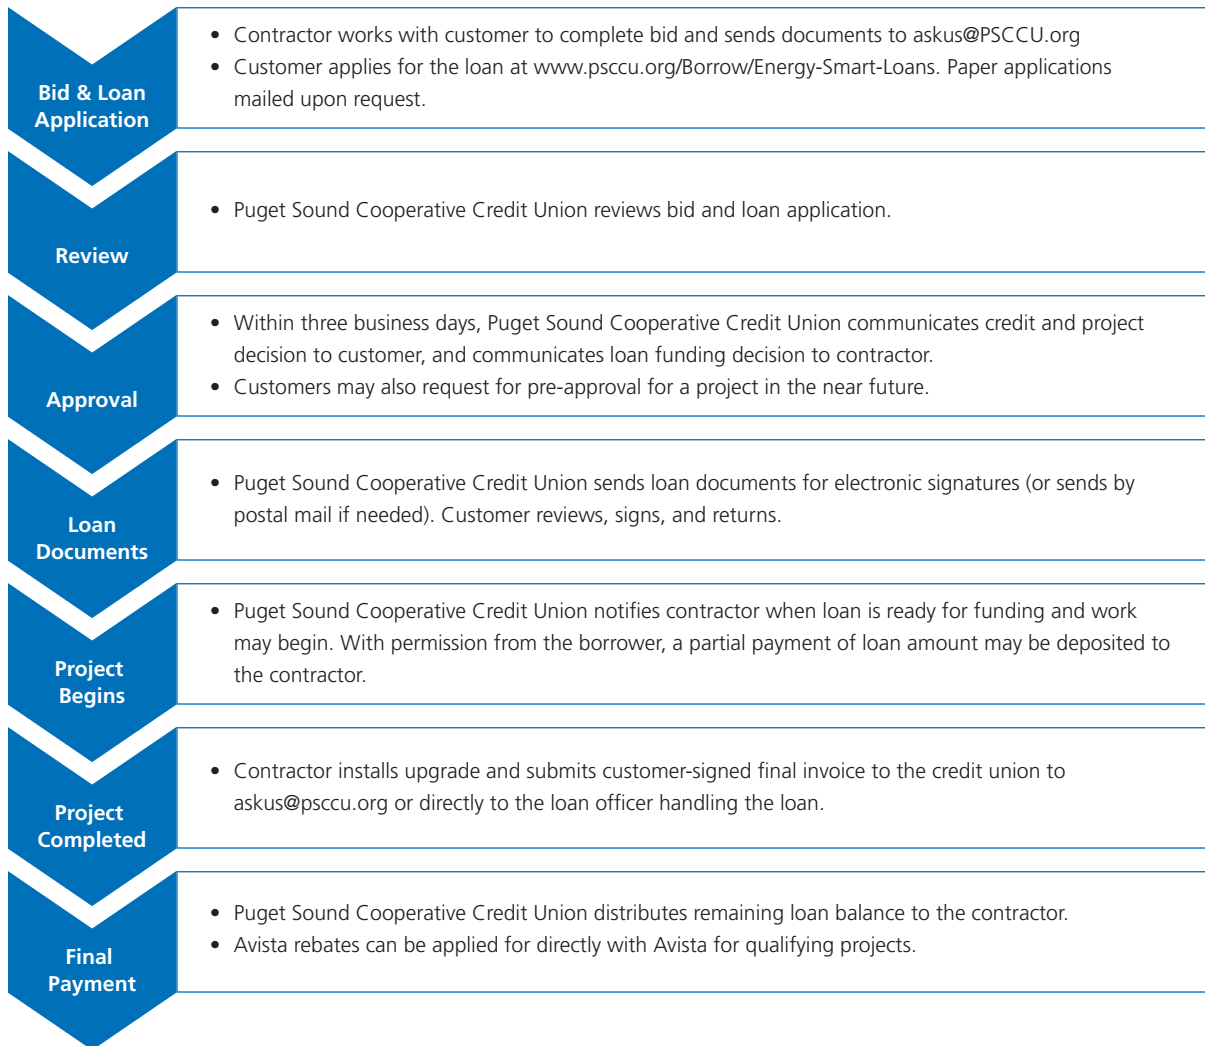 Bid & Loan
Application
• Contractor works with customer to complete bid and sends documents to askus@PSCCU.org
• Customer applies for the loan at www.psccu.org/Borrow/Energy-Smart-Loans. Paper applications
mailed upon request.
Review
• Puget Sound Cooperative Credit Union reviews bid and loan application.
Approval
• Within three business days, Puget Sound Cooperative Credit Union communicates credit and project
decision to customer, and communicates loan funding decision to contractor.
• Customers may also request for pre-approval for a project in the near future.
Loan
Documents
• Puget Sound Cooperative Credit Union sends loan documents for electronic signatures (or sends by
postal mail if needed). Customer reviews, signs, and returns.
Project
Begins
• Puget Sound Cooperative Credit Union notifies contractor when loan is ready for funding and work
may begin. With permission from the borrower, a partial payment of loan amount may be deposited to
the contractor.
Project
Completed
• Contractor installs upgrade and submits customer-signed final invoice to the credit union to
askus@psccu.org or directly to the loan officer handling the loan.
Final
Payment
• Puget Sound Cooperative Credit Union distributes remaining loan balance to the contractor.
• Avista rebates can be applied for directly with Avista for qualifying projects.